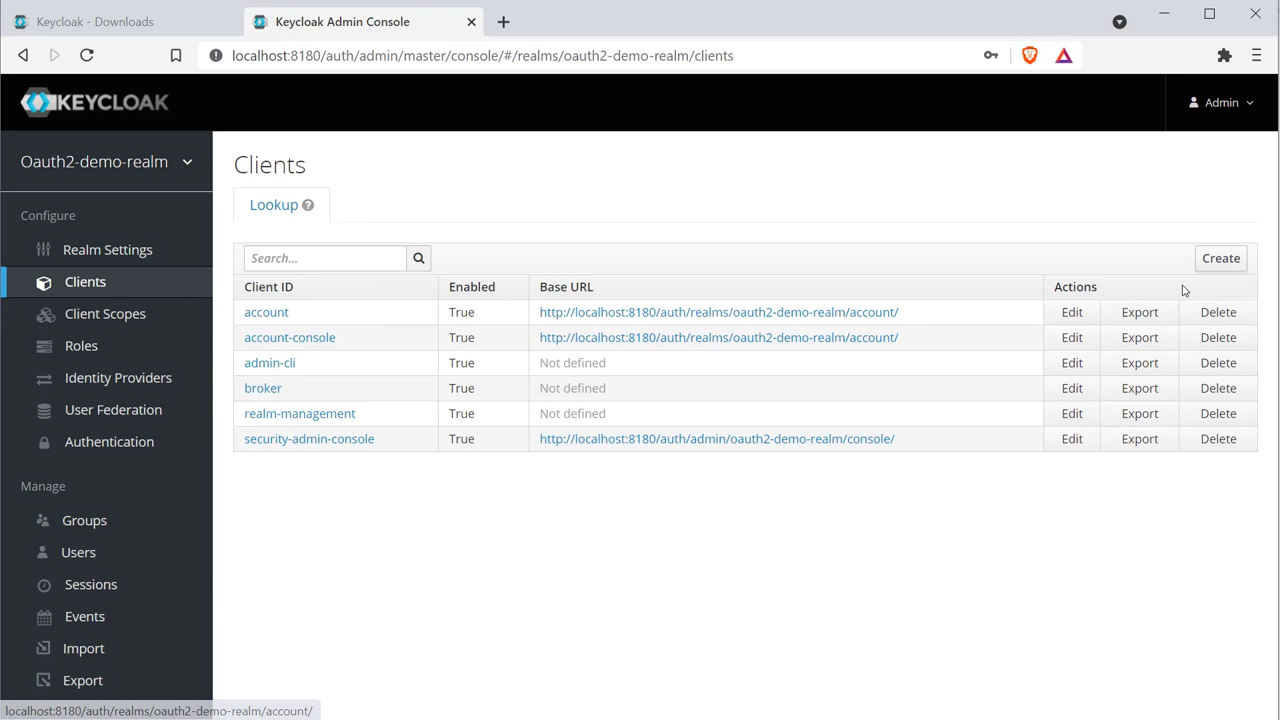 Keycloak - Downloads
Keycloak Admin Console
localhost:8180/auth/admin/master/console/#/realms/oauth2-demo-realm/clients
KEYCLOAK
Admin
Oauth2-demo-realm
Configure
Realm Settings
Clients
Client Scopes
Roles
Identity Providers
User Federation
Authentication
Manage
Groups
Users
Sessions
Events
Import
Export
localhost:8180/auth/realms/oauth2-demo-realm/account/
Clients
Lookup
Search...
Create
Client ID Enabled Base URL Actions
account True http://localhost:8180/auth/realms/oauth2-demo-realm/account/ Edit Export Delete
account-console True http://localhost:8180/auth/realms/oauth2-demo-realm/account/ Edit Export Delete
admin-cli True Not defined Edit Export Delete
broker True Not defined Edit Export Delete
realm-management True Not defined Edit Export Delete
security-admin-console True http://localhost:8180/auth/admin/oauth2-demo-realm/console/ Edit Export Delete